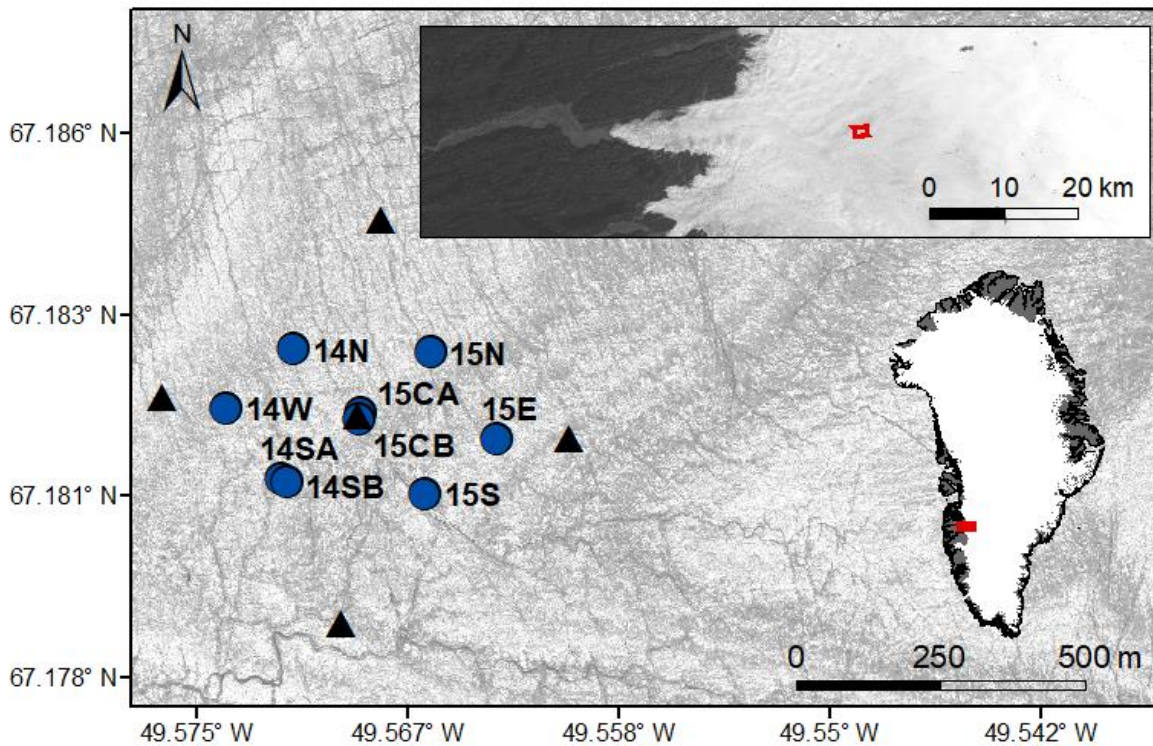 N
67.186° N
0 10 20 km
67.183° N
14N 15N
15CA
14W 15E
15CB
14SA
14SB
15S
67.181° N
0 250 500 m
67.178° N
49.575° W 49.567° W 49.558° W 49.55° W 49.542° W